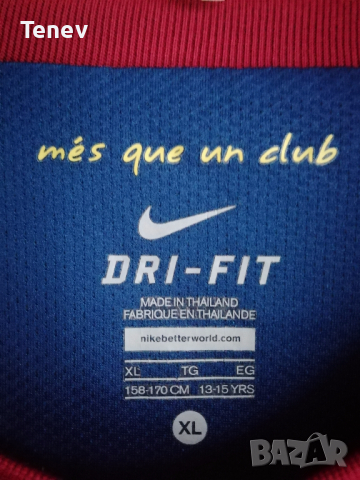 Tenev
més que un club
DRI-FIT
MADE IN THAILAND
FABRIQUE EN THAILANDE
nikebetterworld.com
XL TG EG
158-170 CM 13-15 YRS
XL
BAZAR